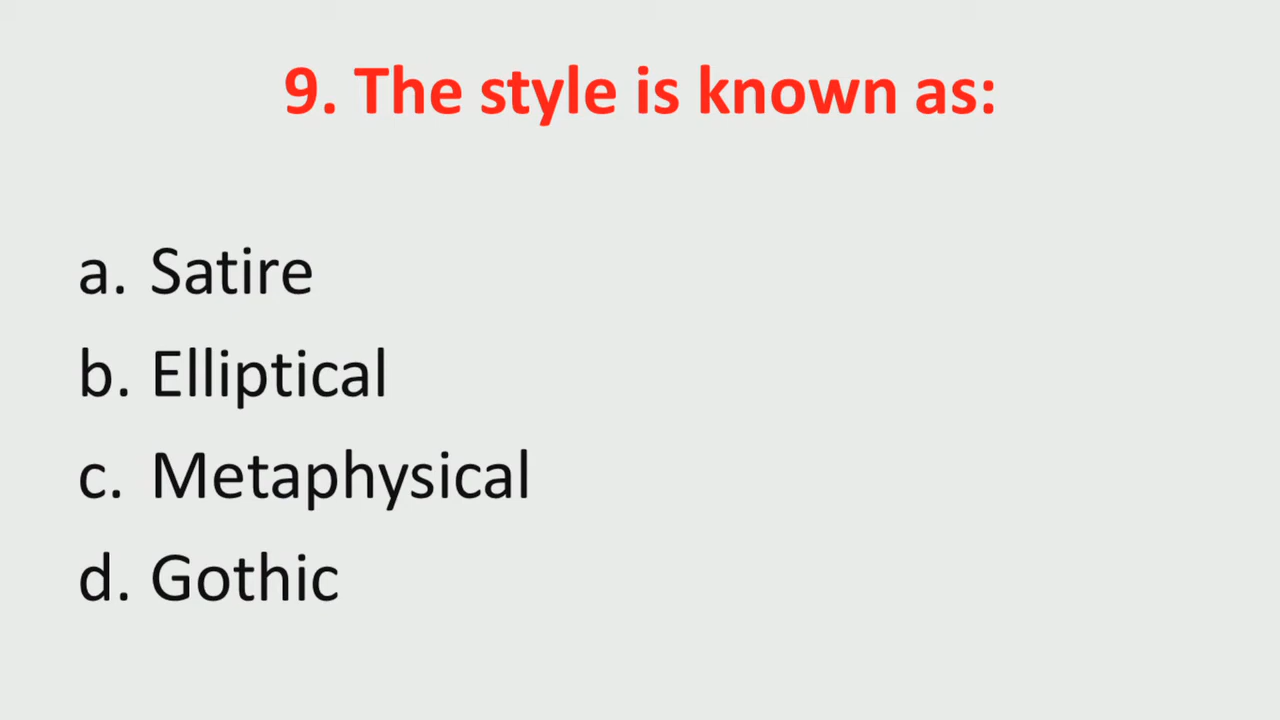 9. The style is known as:
a. Satire
b. Elliptical
c. Metaphysical
d. Gothic